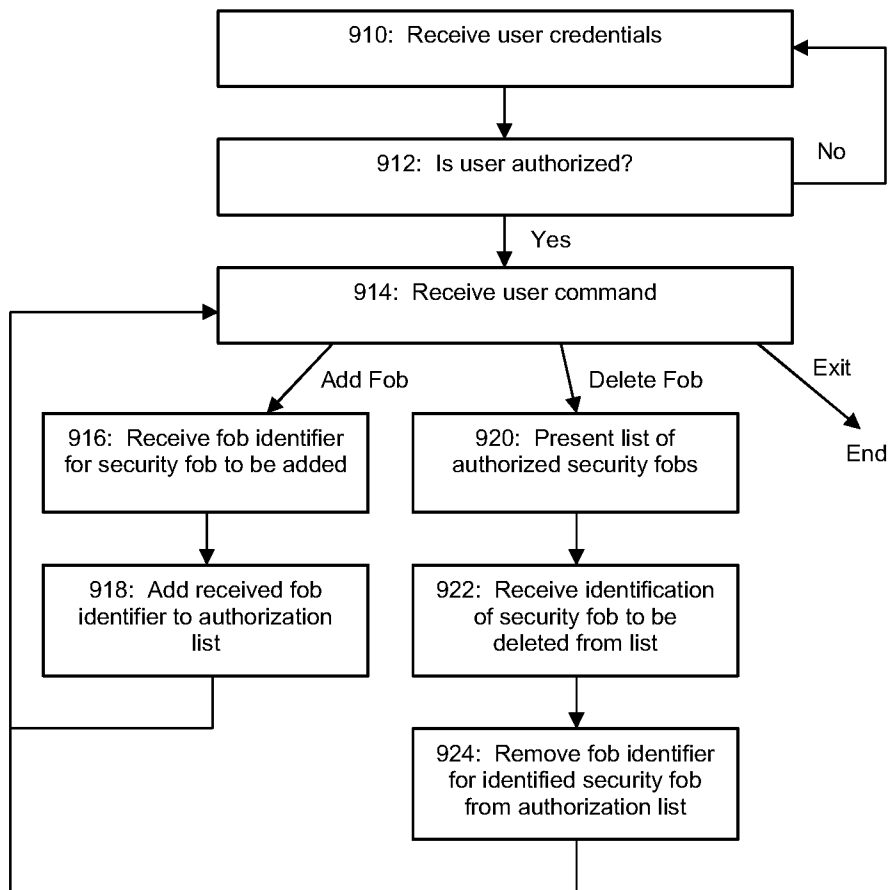 910: Receive user credentials
No
912: Is user authorized?
Yes
914: Receive user command
Add Fob
Delete Fob
Exit
End
916: Receive fob identifier
for security fob to be added
920: Present list of
authorized security fobs
918: Add received fob
identifier to authorization
list
922: Receive identification
of security fob to be
deleted from list
924: Remove fob identifier
for identified security fob
from authorization list